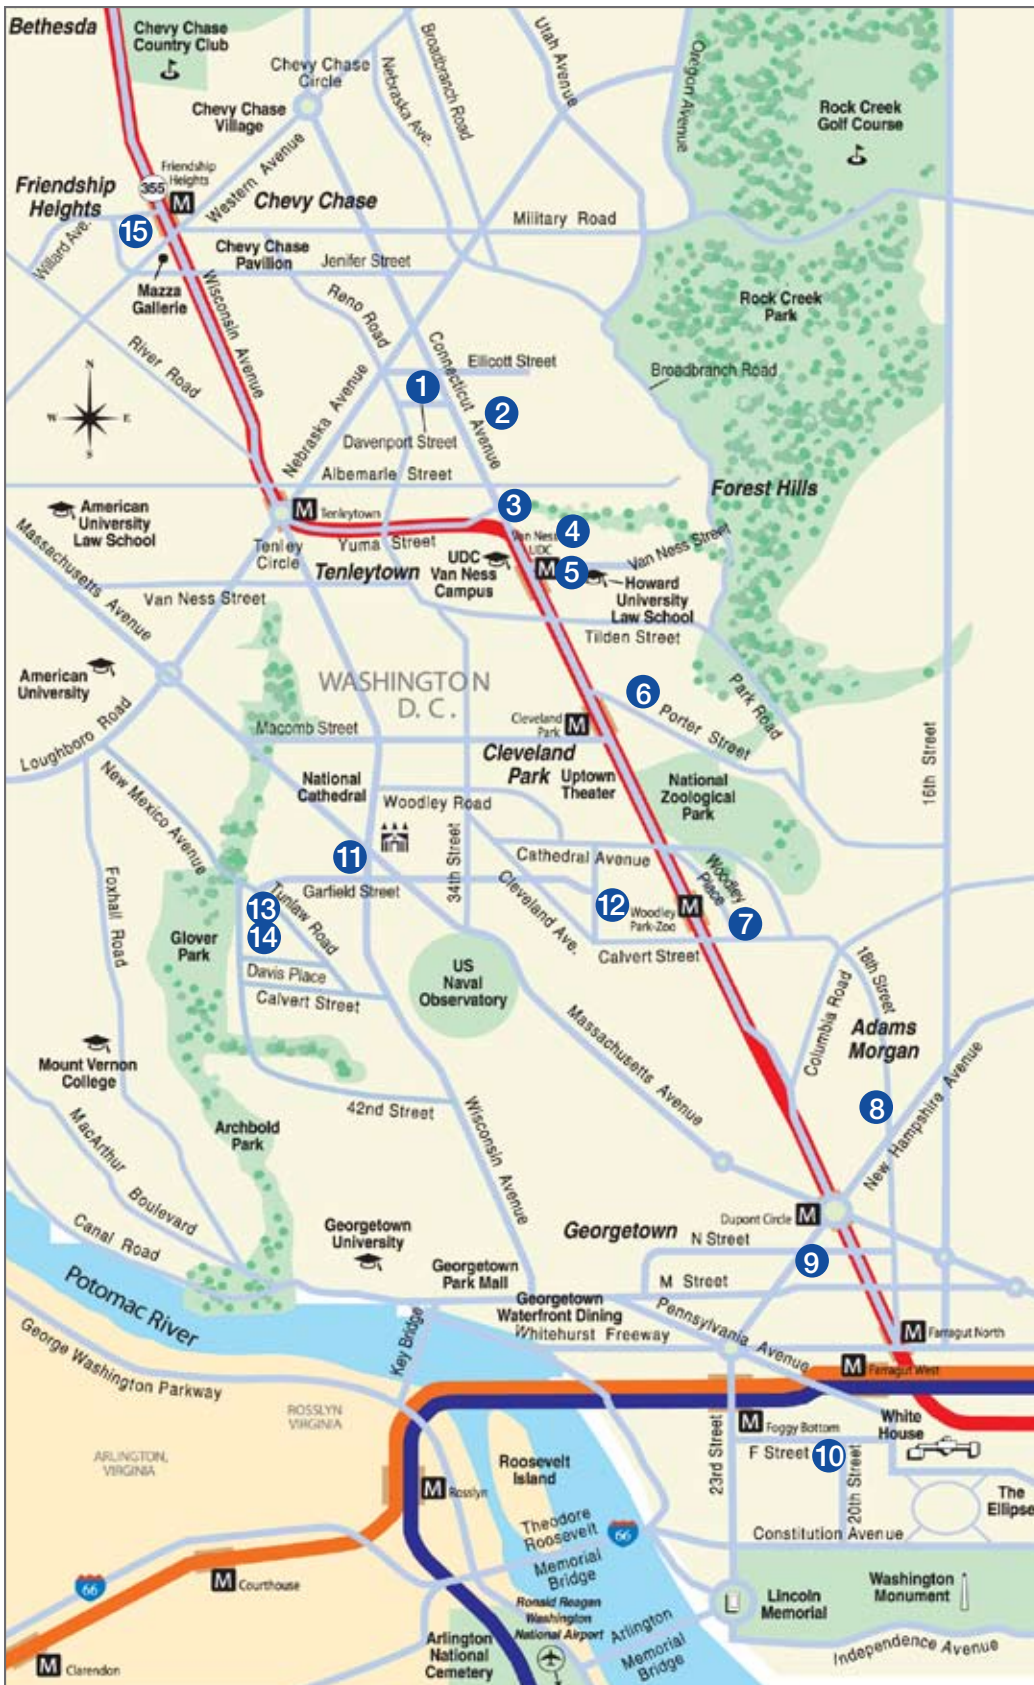 Bethesda
Chevy Chase
Country Club
Chevy Chase
Circle
Broadbranch Road
Nebraska Ave.
Utah Avenue
Oregon Avenue
Rock Creek
Golf Course
Chevy Chase
Village
Friendship
Heights
355
M
Western Avenue
Friendship
Heights
Chevy Chase
Military Road
15
Willard Ave.
Chevy Chase
Pavilion
Jenifer Street
Mazza
Gallerie
Wisconsin Avenue
Reno Road
Rock Creek
Park
River Road
Connecticut Avenue
Ellicott Street
Broadbranch Road
N
W
E
S
1
2
Nebraska Avenue
Davenport Street
Albemarle Street
Forest Hills
American
University
Law School
M
Tenleytown
3
4
Van Ness
UDC
Van Ness Street
Massachusetts Avenue
Tenley
Circle
Yuma Street
Tenleytown
UDC
Van Ness
Campus
M
5
Howard
University
Law School
Van Ness Street
Tilden Street
American
University
WASHINGTON
D.C.
6
Park Road
Porter Street
Loughboro Road
Macomb Street
Cleveland
Park
M
16th Street
New Mexico Avenue
National
Cathedral
Cleveland
Park
Uptown
Theater
National
Zoological
Park
Woodley Road
34th Street
11
Cathedral Avenue
Woodley
Place
Foxhall Road
Garfield Street
Cleveland Ave.
12
Woodley
Park-Zoo
M
7
13
14
Tunlaw Road
Glover
Park
Calvert Street
18th Street
Davis Place
Calvert Street
US
Naval
Observatory
Columbia Road
Adams
Morgan
Massachusetts Avenue
Mount Vernon
College
42nd Street
8
New Hampshire Avenue
Archbold
Park
Wisconsin Avenue
MacArthur
Boulevard
Canal Road
Georgetown
University
Georgetown
Dupont Circle
M
N Street
9
Georgetown
Park Mall
M Street
Potomac River
Georgetown
Waterfront Dining
Whitehurst Freeway
Pennsylvania Avenue
M
Farragut North
George Washington Parkway
Key Bridge
M
Farragut West
ROSSLYN
VIRGINIA
23rd Street
M
Foggy Bottom
White
House
F Street
10
20th Street
ARLINGTON,
VIRGINIA
Roosevelt
Island
M
Rosslyn
The
Ellipse
Theodore
Roosevelt
66
Memorial
Bridge
Constitution Avenue
66
M
Courthouse
Lincoln
Memorial
Washington
Monument
Ronald Reagan
Washington
National Airport
Arlington
Memorial
Bridge
Independence Avenue
Arlington
National
Cemetery
M
Clarendon